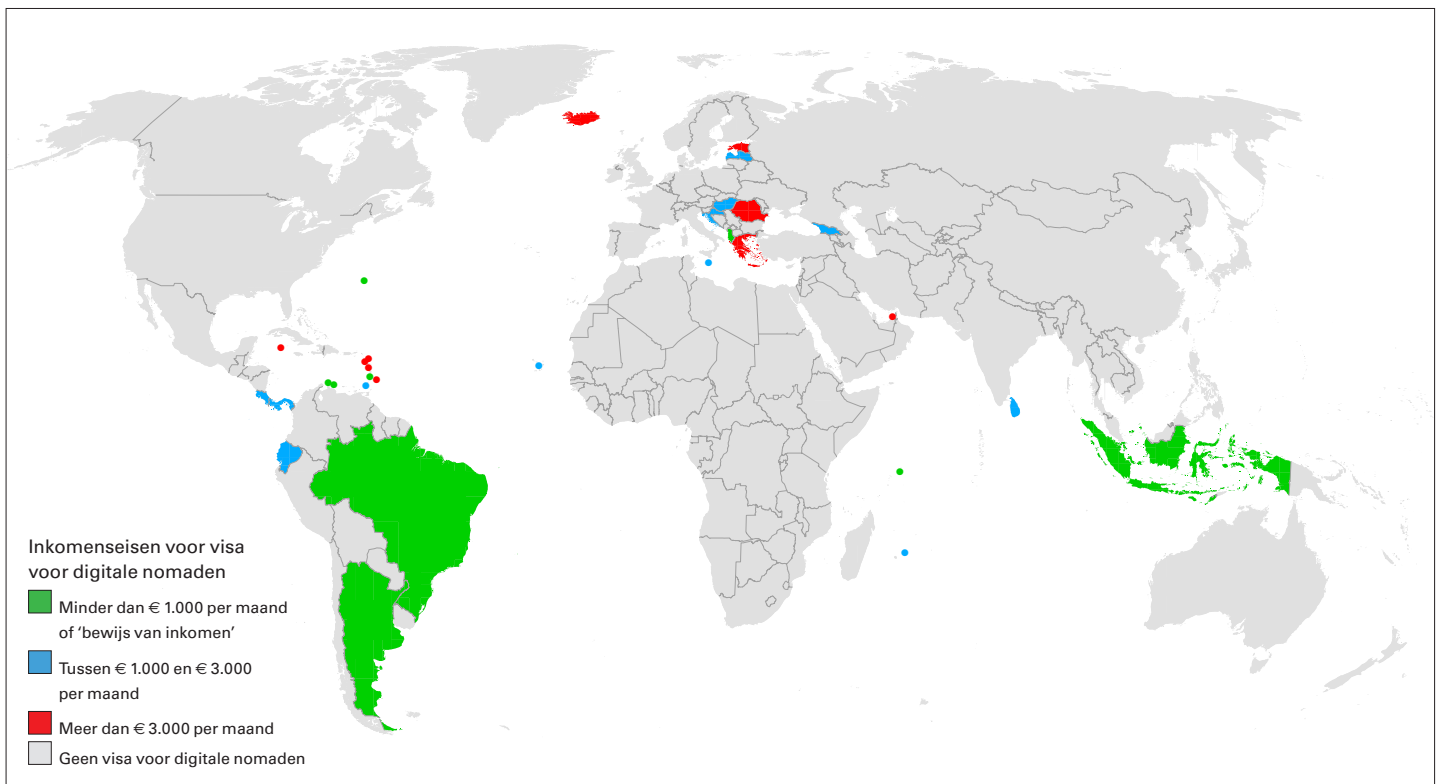 Inkomenseisen voor visa
voor digitale nomaden
Minder dan € 1.000 per maand
of ‘bewijs van inkomen’
Tussen € 1.000 en € 3.000
per maand
Meer dan € 3.000 per maand
Geen visa voor digitale nomaden